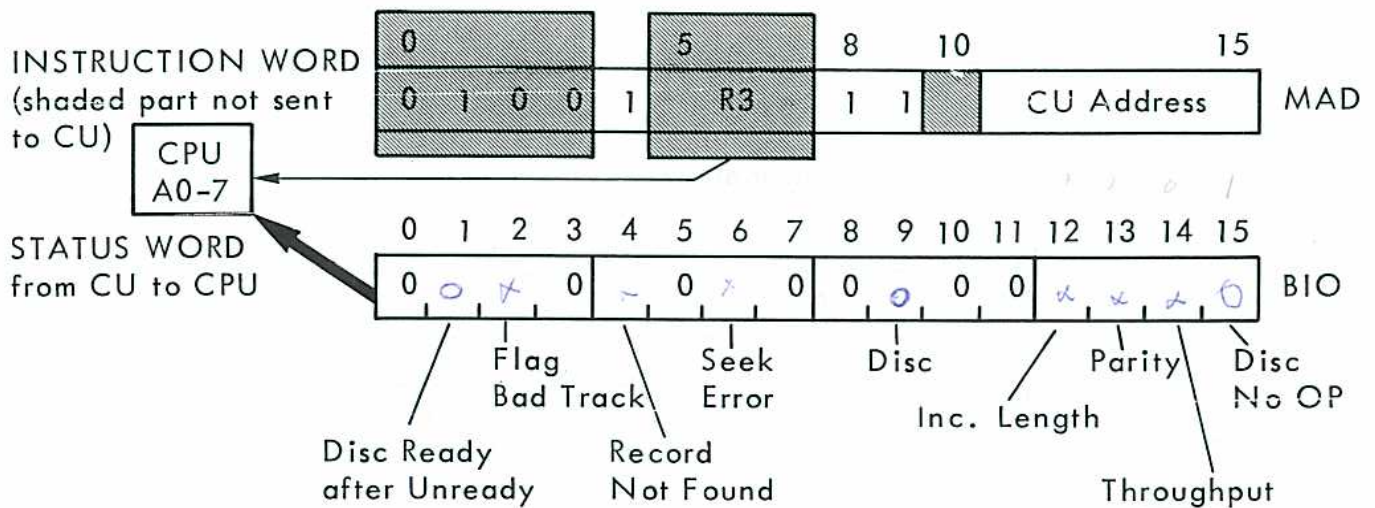 0 5 8 10 15
INSTRUCTION WORD
(shaded part not sent
to CU)
0 1 0 0 1 R3 1 1 CU Address MAD
CPU
A0-7
STATUS WORD
from CU to CPU
0 1 2 3 4 5 6 7 8 9 10 11 12 13 14 15
0 0 x 0 0 x 0 0 0 0 0 x x x 0 BIO
Flag
Bad Track
Seek
Error
Disc
Parity
Disc
No OP
Inc. Length
Disc Ready
after Unready
Record
Not Found
Throughput